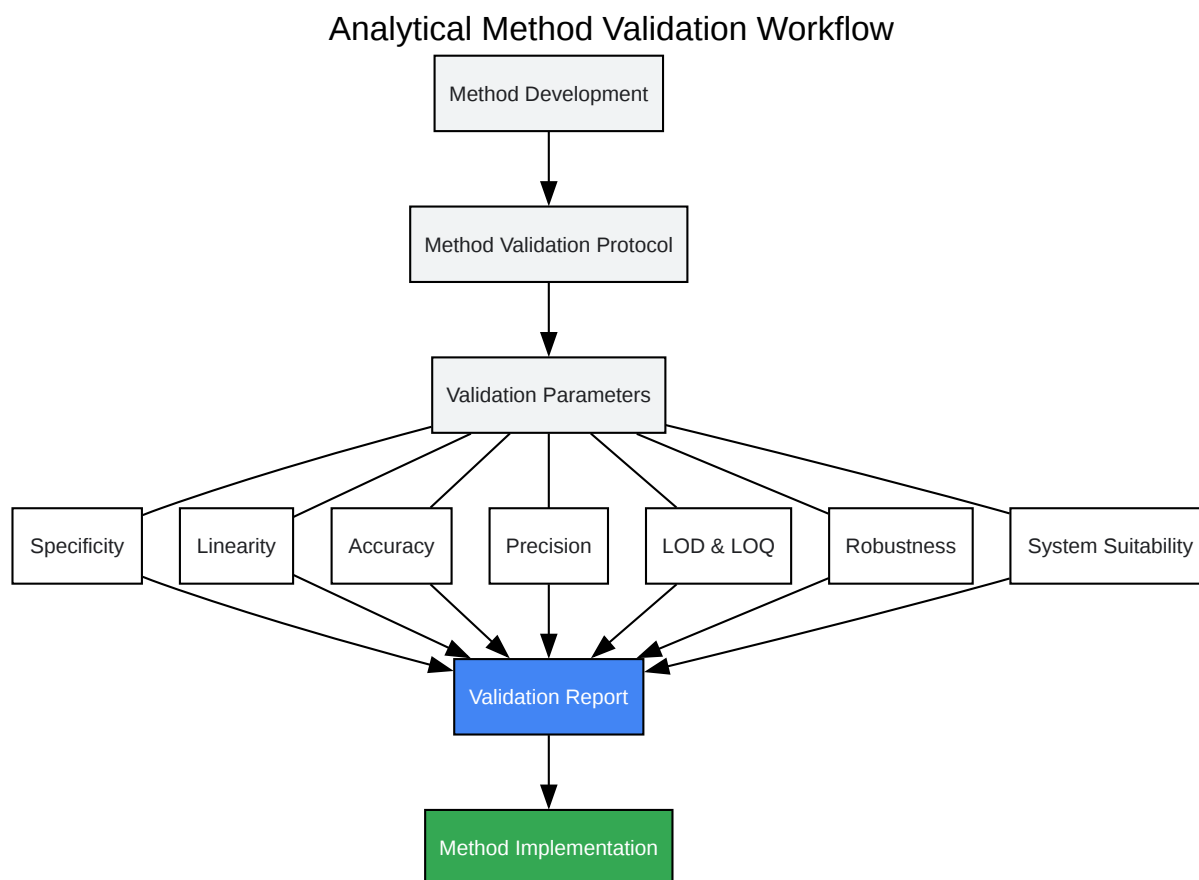 Analytical Method Validation Workflow
Method Development
Method Validation Protocol
Validation Parameters
Specificity
Linearity
Accuracy
Precision
LOD & LOQ
Robustness
System Suitability
Validation Report
Method Implementation